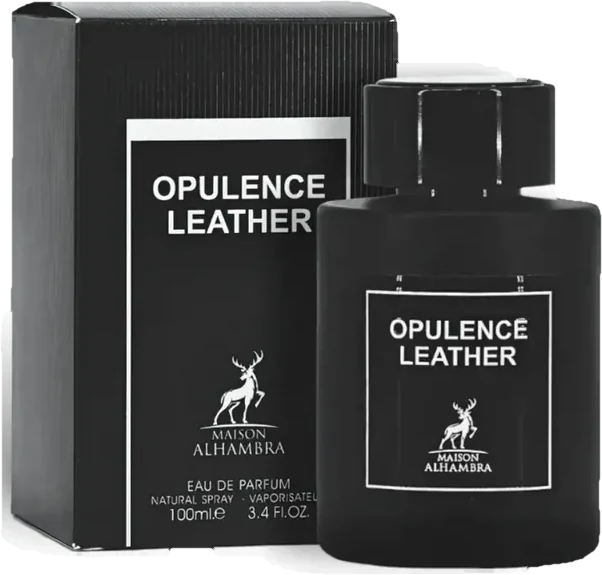 OPULENCE
LEATHER
MAISON
ALHAMBRA
EAU DE PARFUM
NATURAL SPRAY · VAPORISATEU
100ml.e 3.4 Fl.OZ.
OPULENCE
LEATHER
MAISON
ALHAMBRA